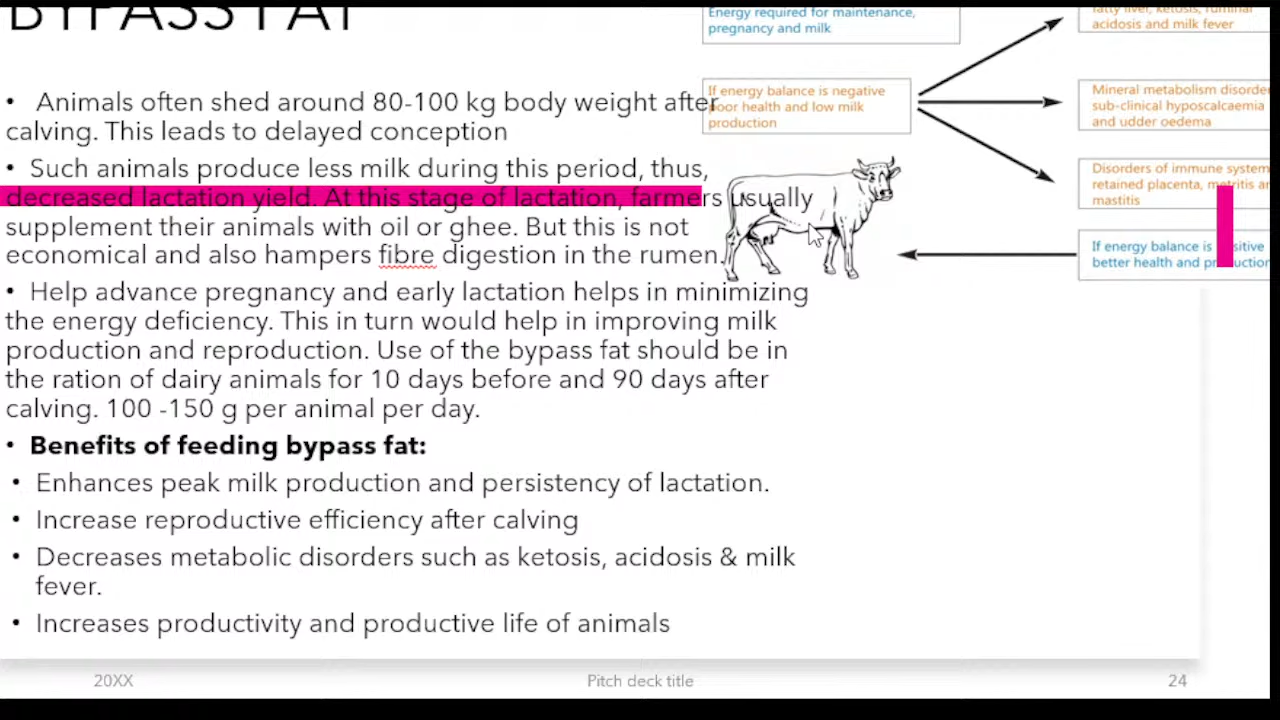 BYPASS FAT
• Animals often shed around 80-100 kg body weight after
calving. This leads to delayed conception
• Such animals produce less milk during this period, thus,
decreased lactation yield. At this stage of lactation, farmers usually
supplement their animals with oil or ghee. But this is not
economical and also hampers fibre digestion in the rumen.
• Help advance pregnancy and early lactation helps in minimizing
the energy deficiency. This in turn would help in improving milk
production and reproduction. Use of the bypass fat should be in
the ration of dairy animals for 10 days before and 90 days after
calving. 100 -150 g per animal per day.
• Benefits of feeding bypass fat:
• Enhances peak milk production and persistency of lactation.
• Increase reproductive efficiency after calving
• Decreases metabolic disorders such as ketosis, acidosis & milk
fever.
• Increases productivity and productive life of animals
Energy required for maintenance,
pregnancy and milk
If energy balance is negative
poor health and low milk
production
fatty liver, ketosis, ruminal
acidosis and milk fever
Mineral metabolism disorde
sub-clinical hyposcalcaemia
and udder oedema
Disorders of immune system
retained placenta, metritis an
mastitis
If energy balance is positive
better health and production
20XX
Pitch deck title
24